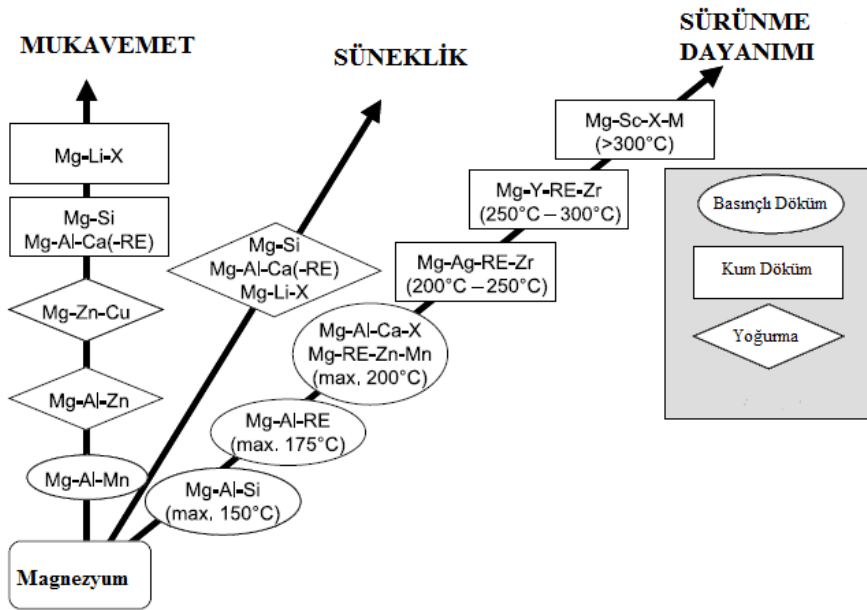 MUKAVEMET
Mg-Li-X
Mg-Si
Mg-Al-Ca(-RE)
Mg-Zn-Cu
Mg-Al-Zn
Mg-Al-Mn
Magnezyum
SÜNEKLİK
Mg-Si
Mg-Al-Ca(-RE)
Mg-Li-X
SÜRÜNME
DAYANIMI
Mg-Sc-X-M
(>300°C)
Mg-Y-RE-Zr
(250°C – 300°C)
Mg-Ag-RE-Zr
(200°C – 250°C)
Mg-Al-Ca-X
Mg-RE-Zn-Mn
(max. 200°C)
Mg-Al-RE
(max. 175°C)
Mg-Al-Si
(max. 150°C)
Basınçlı Döküm
Kum Döküm
Yoğurma